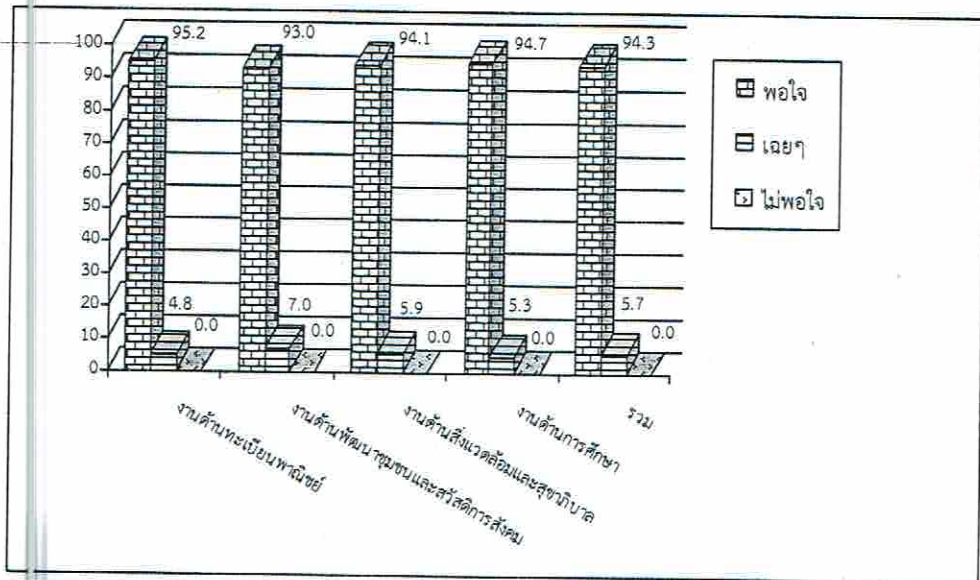 95.2 93.0 94.1 94.7 94.3
100
90
80
70
60
50
40
30
20
10
0
4.8 0.0 7.0 0.0 5.9 0.0 5.3 0.0 5.7 0.0
งานด้านทะเบียนพาณิชย์
งานด้านพัฒนาชุมชนและสวัสดิการสังคม
งานด้านสิ่งแวดล้อมและสุขาภิบาล
งานด้านการศึกษา
รวม
พอใจ
เฉยๆ
ไม่พอใจ